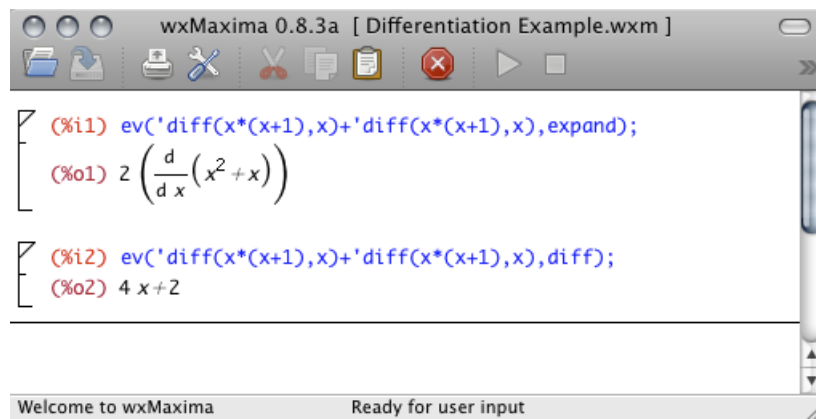 wxMaxima 0.8.3a [ Differentiation Example.wxm ]
(%i1) ev('diff(x*(x+1),x)+'diff(x*(x+1),x),expand);
(%o1) 2 (d/d x (x²+x))
(%i2) ev('diff(x*(x+1),x)+'diff(x*(x+1),x),diff);
(%o2) 4 x+2
Welcome to wxMaxima Ready for user input